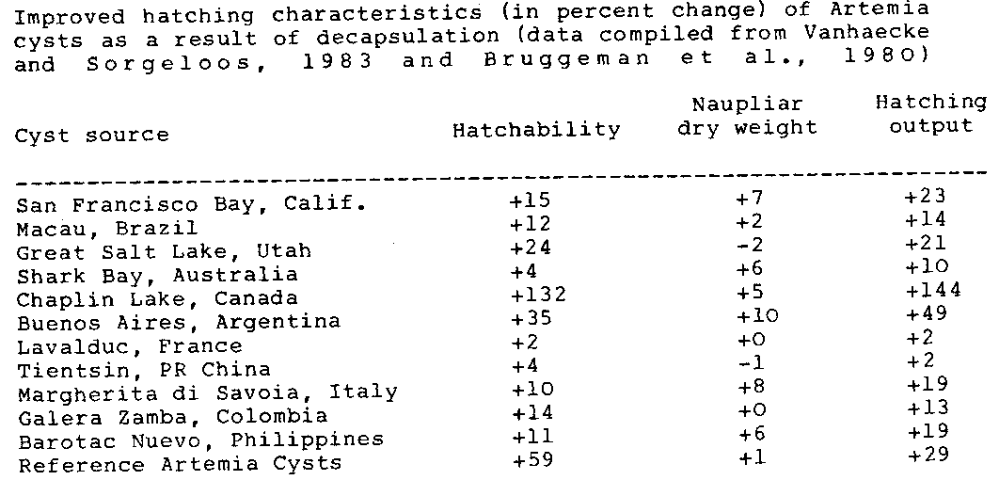 Improved hatching characteristics (in percent change) of Artemia
cysts as a result of decapsulation (data compiled from Vanhaecke
and Sorgeloos, 1983 and Bruggeman et al., 1980)
Cyst source Hatchability Naupliar dry weight Hatching output
San Francisco Bay, Calif. +15 +7 +23
Macau, Brazil +12 +2 +14
Great Salt Lake, Utah +24 -2 +21
Shark Bay, Australia +4 +6 +10
Chaplin Lake, Canada +132 +5 +144
Buenos Aires, Argentina +35 +10 +49
Lavalduc, France +2 +0 +2
Tientsin, PR China +4 -1 +2
Margherita di Savoia, Italy +10 +8 +19
Galera Zamba, Colombia +14 +0 +13
Barotac Nuevo, Philippines +11 +6 +19
Reference Artemia Cysts +59 +1 +29